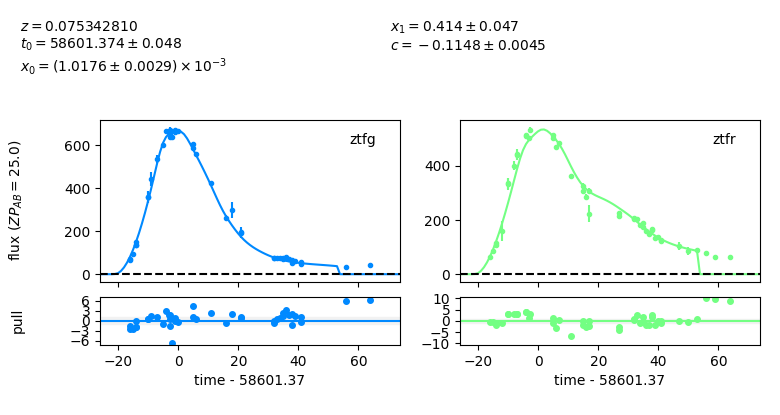 z = 0.075342810
t₀ = 58601.374 ± 0.048
x₀ = (1.0176 ± 0.0029) × 10⁻³
x₁ = 0.414 ± 0.047
c = −0.1148 ± 0.0045
flux (ZP_AB = 25.0)
600
400
200
0
ztfg
400
200
0
ztfr
pull
6
3
0
−3
−6
−20 0 20 40 60
time - 58601.37
10
5
0
−5
−10
−20 0 20 40 60
time - 58601.37